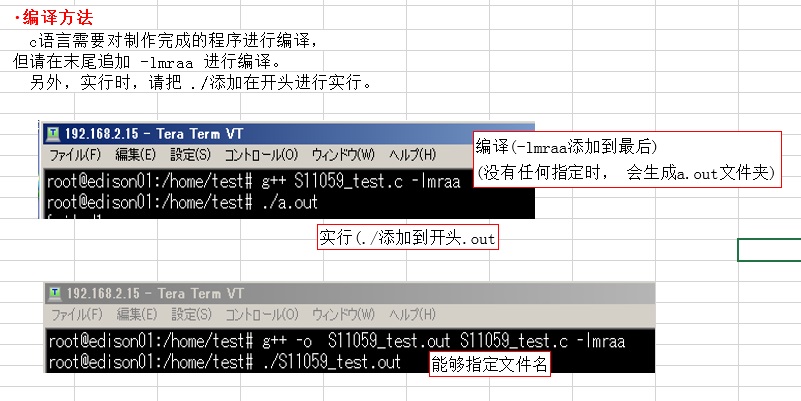 ·编译方法
c语言需要对制作完成的程序进行编译，
但请在末尾追加 -lmraa 进行编译。
另外，实行时，请把 ./添加在开头进行实行。
192.168.2.15 - Tera Term VT
ファイル(F) 編集(E) 設定(S) コントロール(O) ウィンドウ(W) ヘルプ(H)
root@edison01:/home/test# g++ S11059_test.c -lmraa
root@edison01:/home/test# ./a.out
编译(-lmraa添加到最后)
(没有任何指定时， 会生成a.out文件夹)
实行(./添加到开头.out
192.168.2.15 - Tera Term VT
ファイル(F) 編集(E) 設定(S) コントロール(O) ウィンドウ(W) ヘルプ(H)
root@edison01:/home/test# g++ -o  S11059_test.out S11059_test.c -lmraa
root@edison01:/home/test# ./S11059_test.out
能够指定文件名